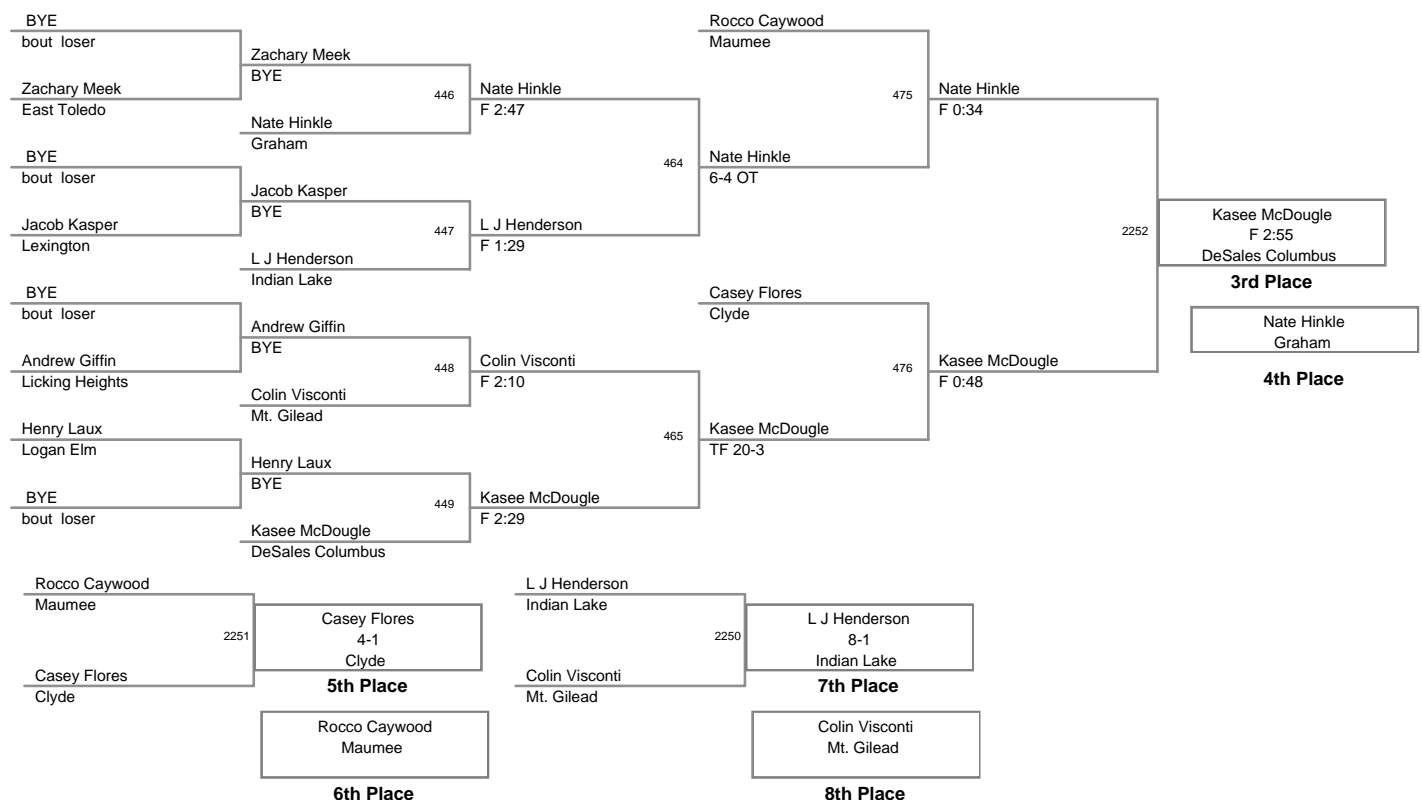 BYE
bout loser
Zachary Meek
East Toledo
BYE
bout loser
Jacob Kasper
Lexington
BYE
bout loser
Andrew Giffin
Licking Heights
Henry Laux
Logan Elm
BYE
bout loser
Zachary Meek
BYE
446
Nate Hinkle
Graham
Jacob Kasper
BYE
447
L J Henderson
Indian Lake
Andrew Giffin
BYE
448
Colin Visconti
Mt. Gilead
Henry Laux
BYE
449
Kasee McDougle
DeSales Columbus
Nate Hinkle
F 2:47
464
L J Henderson
F 1:29
Colin Visconti
F 2:10
465
Kasee McDougle
F 2:29
Rocco Caywood
Maumee
475
Nate Hinkle
6-4 OT
Casey Flores
Clyde
476
Kasee McDougle
TF 20-3
Nate Hinkle
F 0:34
2252
Kasee McDougle
F 0:48
Kasee McDougle
F 2:55
DeSales Columbus
3rd Place
Nate Hinkle
Graham
4th Place
Rocco Caywood
Maumee
2251
Casey Flores
Clyde
Casey Flores
4-1
Clyde
5th Place
Rocco Caywood
Maumee
6th Place
L J Henderson
Indian Lake
2250
Colin Visconti
Mt. Gilead
L J Henderson
8-1
Indian Lake
7th Place
Colin Visconti
Mt. Gilead
8th Place